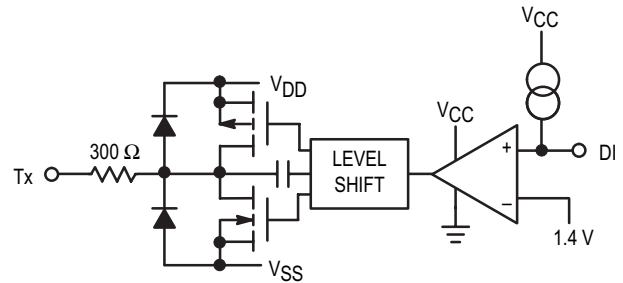 VCC
VDD
VCC
300 Ω
+
DI
Tx
LEVEL
SHIFT
–
1.4 V
VSS